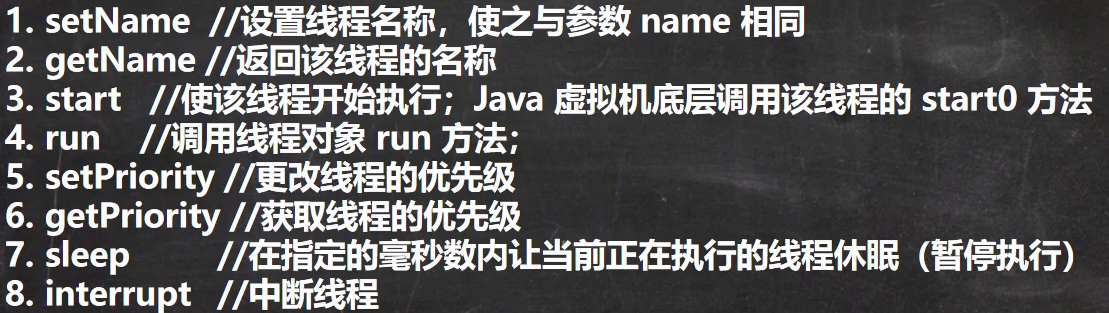 1. setName //设置线程名称，使之与参数 name 相同
2. getName //返回该线程的名称
3. start //使该线程开始执行；Java 虚拟机底层调用该线程的 start0 方法
4. run //调用线程对象 run 方法；
5. setPriority //更改线程的优先级
6. getPriority //获取线程的优先级
7. sleep //在指定的毫秒数内让当前正在执行的线程休眠（暂停执行）
8. interrupt //中断线程